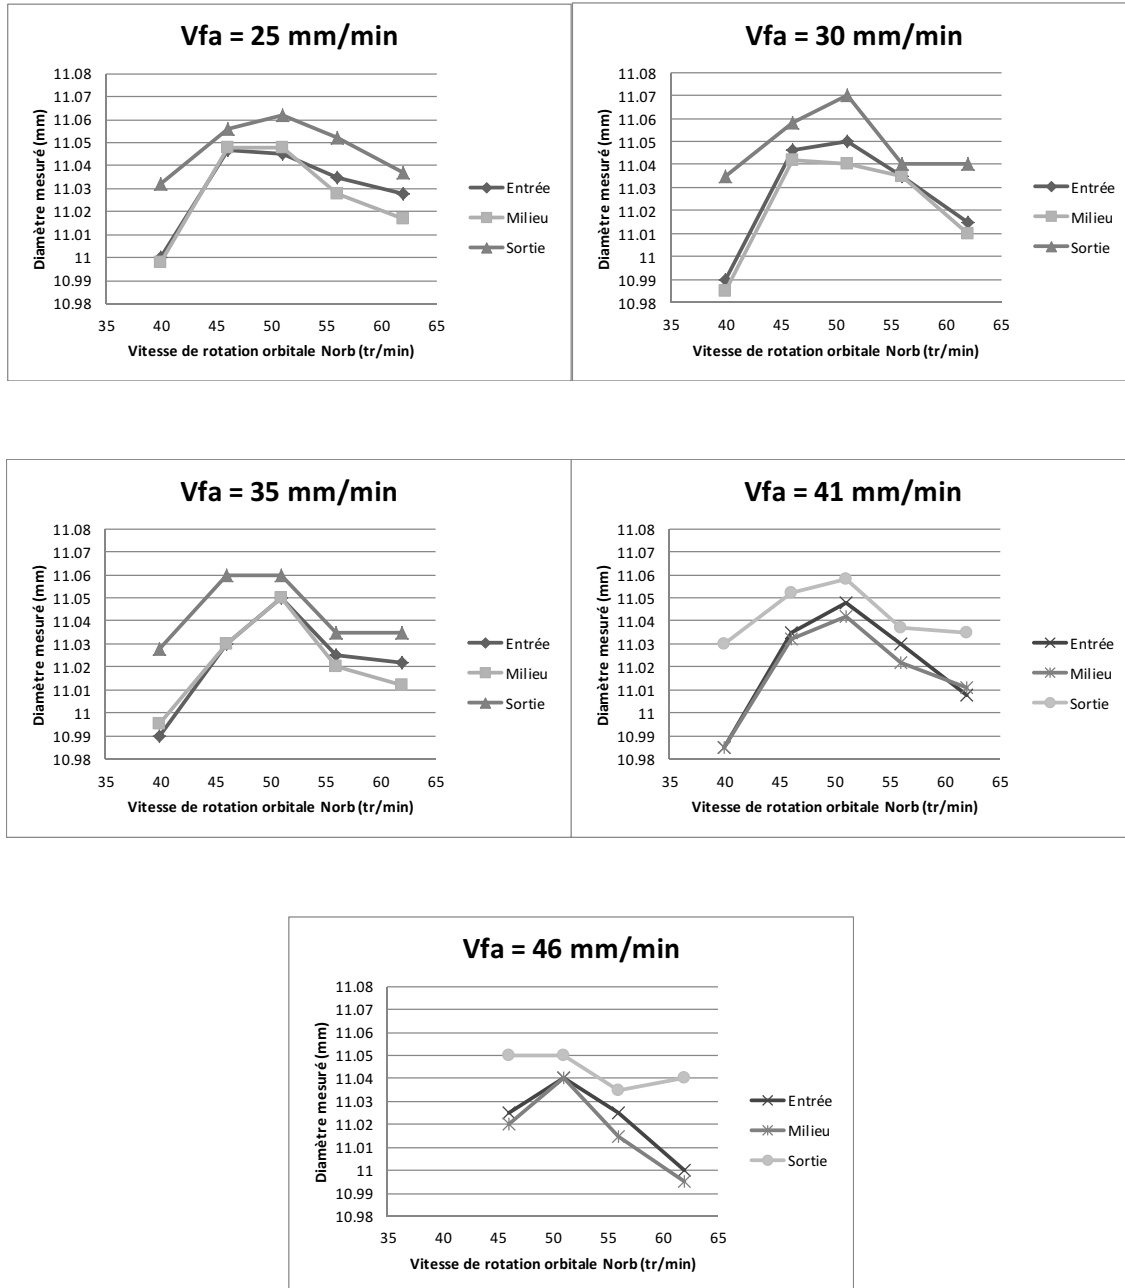 Vfa = 25 mm/min
Diamètre mesuré (mm)
11.08
11.07
11.06
11.05
11.04
11.03
11.02
11.01
11
10.99
10.98
35 40 45 50 55 60 65
Vitesse de rotation orbitale Norb (tr/min)
Entrée
Milieu
Sortie
Vfa = 30 mm/min
Diamètre mesuré (mm)
11.08
11.07
11.06
11.05
11.04
11.03
11.02
11.01
11
10.99
10.98
35 40 45 50 55 60 65
Vitesse de rotation orbitale Norb (tr/min)
Entrée
Milieu
Sortie
Vfa = 35 mm/min
Diamètre mesuré (mm)
11.08
11.07
11.06
11.05
11.04
11.03
11.02
11.01
11
10.99
10.98
35 40 45 50 55 60 65
Vitesse de rotation orbitale Norb (tr/min)
Entrée
Milieu
Sortie
Vfa = 41 mm/min
Diamètre mesuré (mm)
11.08
11.07
11.06
11.05
11.04
11.03
11.02
11.01
11
10.99
10.98
35 40 45 50 55 60 65
Vitesse de rotation orbitale Norb (tr/min)
Entrée
Milieu
Sortie
Vfa = 46 mm/min
Diamètre mesuré (mm)
11.08
11.07
11.06
11.05
11.04
11.03
11.02
11.01
11
10.99
10.98
35 40 45 50 55 60 65
Vitesse de rotation orbitale Norb (tr/min)
Entrée
Milieu
Sortie